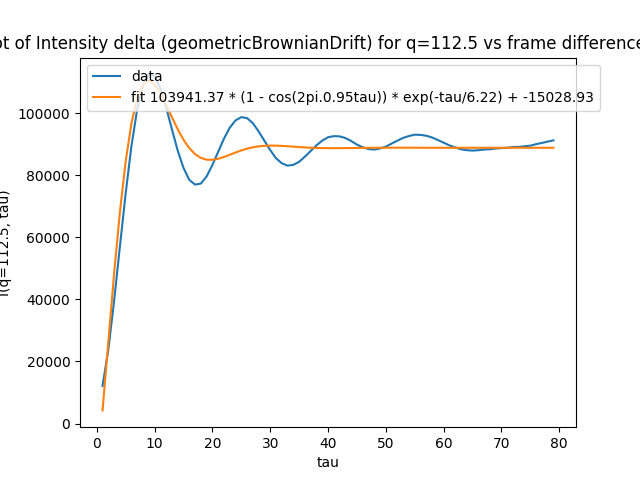 ot of Intensity delta (geometricBrownianDrift) for q=112.5 vs frame difference
data
fit 103941.37 * (1 - cos(2pi.0.95tau)) * exp(-tau/6.22) + -15028.93
100000
80000
60000
40000
20000
0
I(q=112.5, tau)
0 10 20 30 40 50 60 70 80
tau